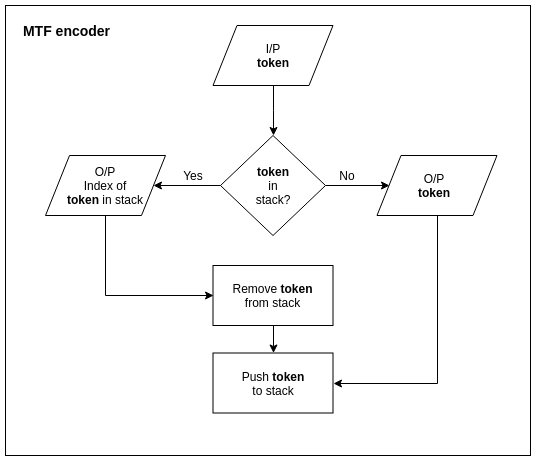 MTF encoder
I/P
token
token
in
stack?
Yes
No
O/P
Index of
token in stack
O/P
token
Remove token
from stack
Push token
to stack